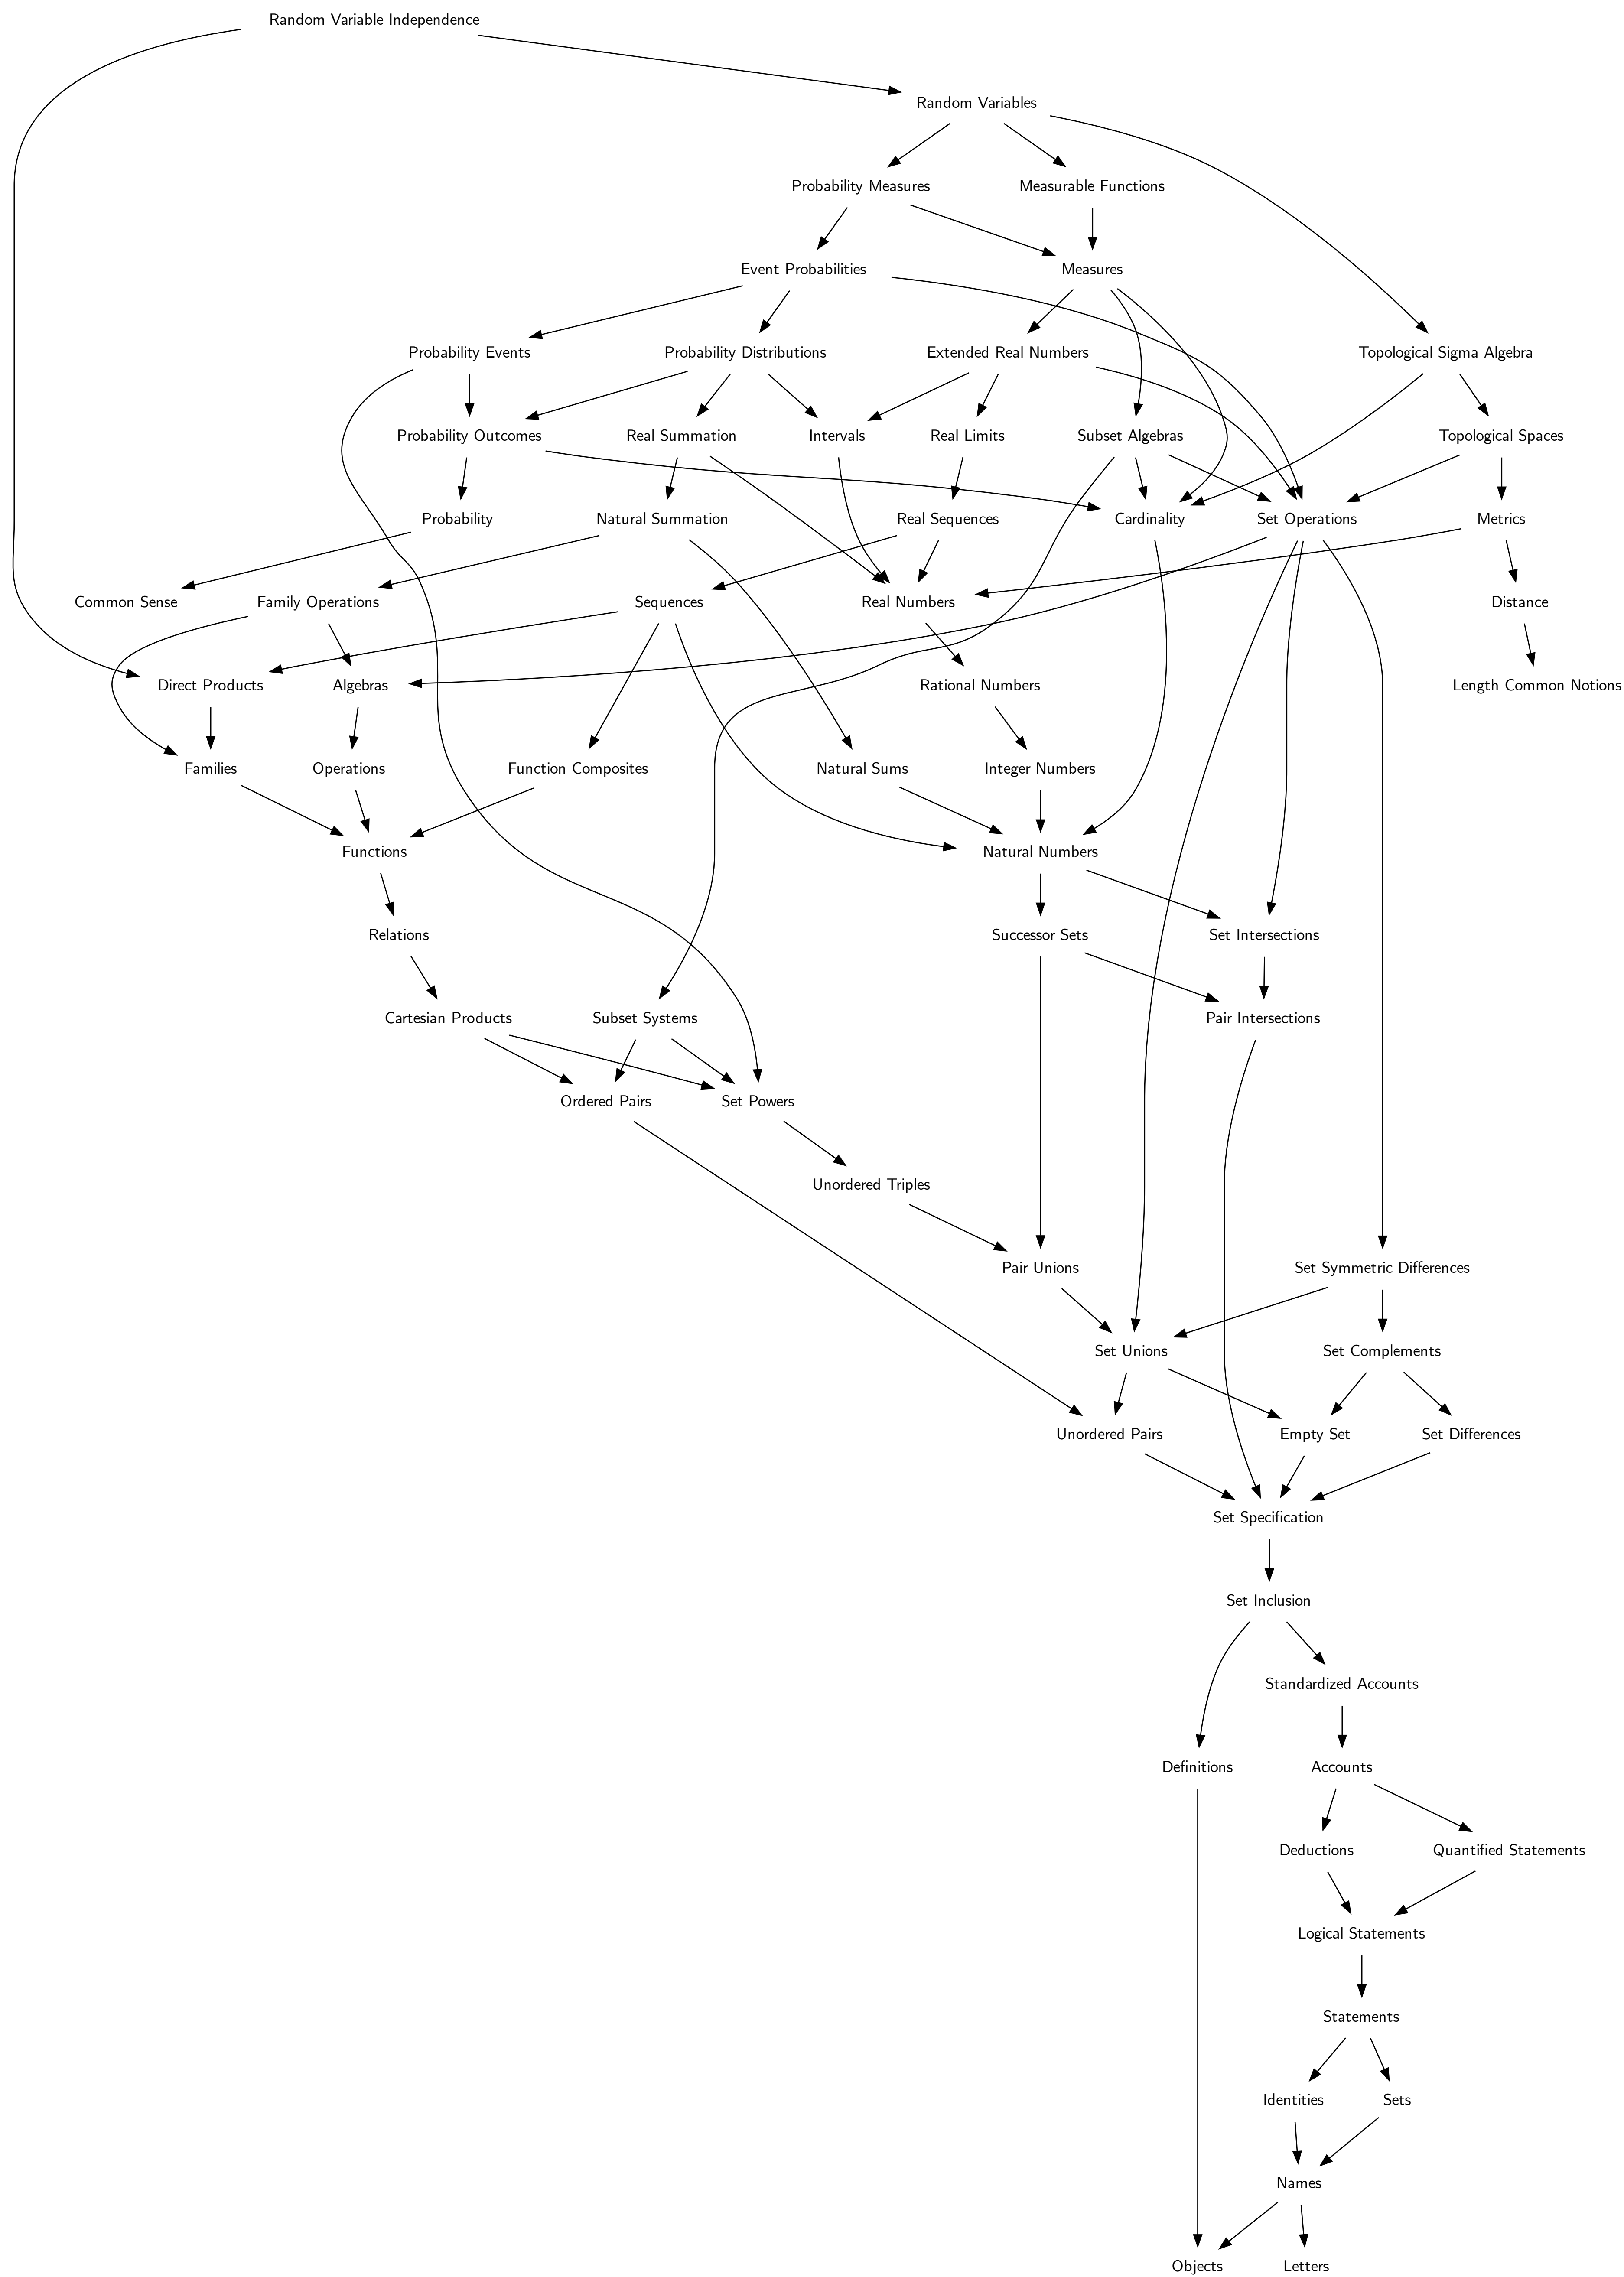 Random Variable Independence
Random Variables
Probability Measures
Measurable Functions
Event Probabilities
Measures
Probability Events
Probability Distributions
Extended Real Numbers
Topological Sigma Algebra
Probability Outcomes
Real Summation
Intervals
Real Limits
Subset Algebras
Topological Spaces
Probability
Natural Summation
Real Sequences
Cardinality
Set Operations
Metrics
Common Sense
Family Operations
Sequences
Real Numbers
Distance
Direct Products
Algebras
Rational Numbers
Length Common Notions
Families
Operations
Function Composites
Natural Sums
Integer Numbers
Functions
Natural Numbers
Relations
Successor Sets
Set Intersections
Cartesian Products
Subset Systems
Pair Intersections
Ordered Pairs
Set Powers
Unordered Triples
Pair Unions
Set Symmetric Differences
Set Unions
Set Complements
Unordered Pairs
Empty Set
Set Differences
Set Specification
Set Inclusion
Standardized Accounts
Definitions
Accounts
Deductions
Quantified Statements
Logical Statements
Statements
Identities
Sets
Names
Objects
Letters